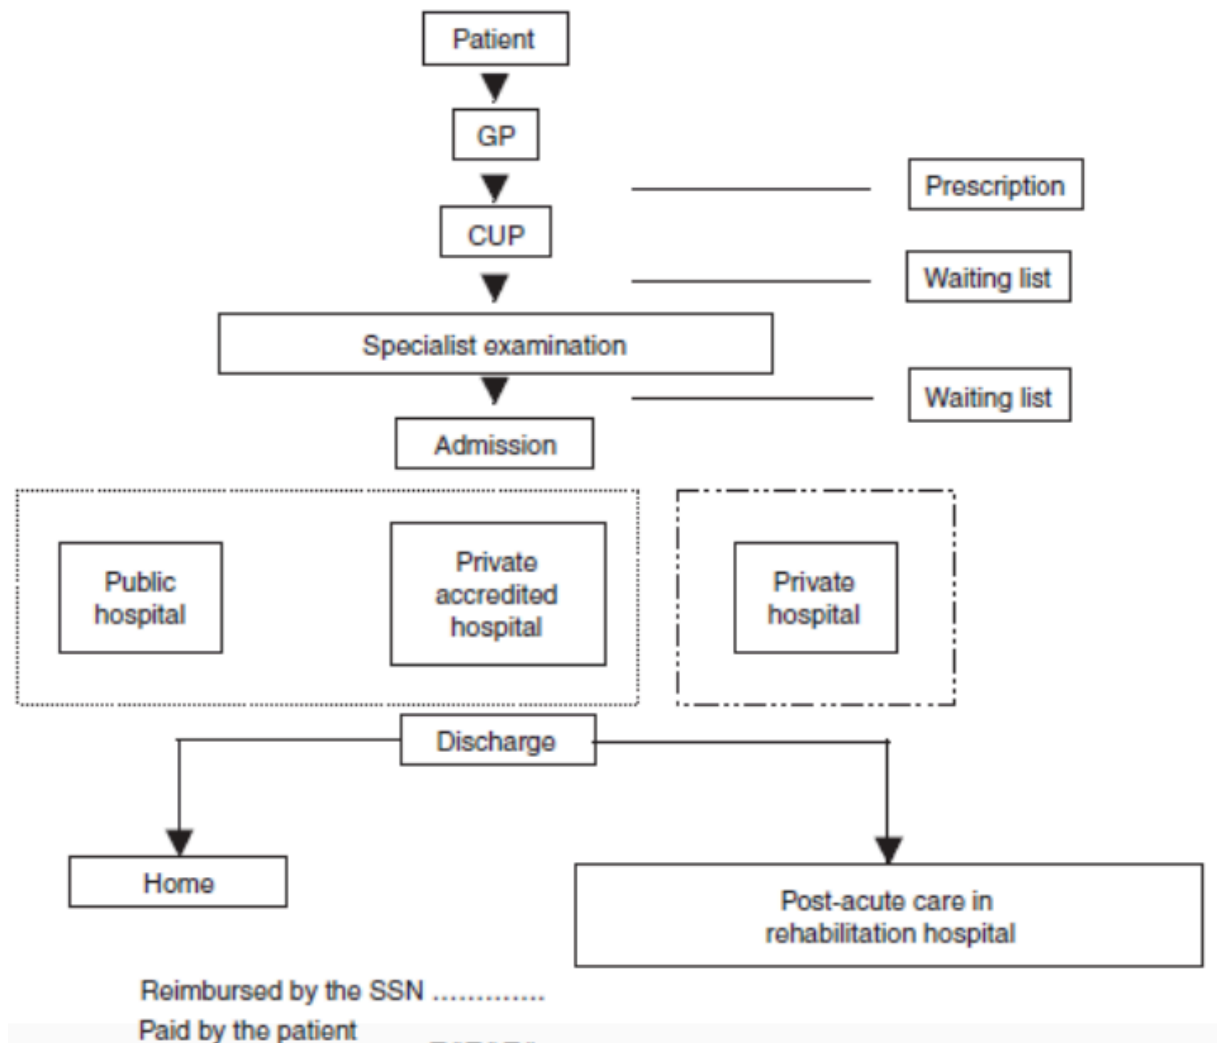 Patient
GP
Prescription
CUP
Waiting list
Specialist examination
Waiting list
Admission
Public
hospital
Private
accredited
hospital
Private
hospital
Discharge
Home
Post-acute care in
rehabilitation hospital
Reimbursed by the SSN .............
Paid by the patient